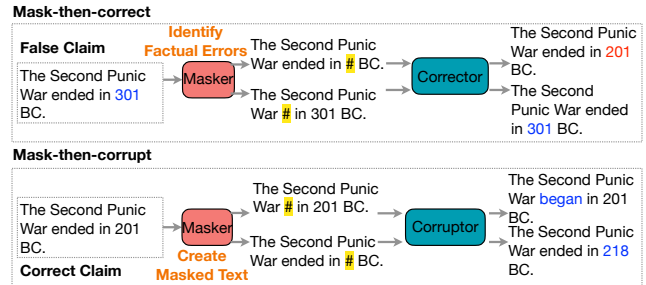 Mask-then-correct
False Claim
The Second Punic
War ended in 301
BC.
Identify
Factual Errors
Masker
The Second Punic
War ended in # BC.
The Second Punic
War # in 301 BC.
Corrector
The Second Punic
War ended in 201
BC.
The Second
Punic War ended
in 301 BC.
Mask-then-corrupt
The Second Punic
War ended in 201
BC.
Correct Claim
Masker
Create
Masked Text
The Second Punic
War # in 201 BC.
The Second Punic
War ended in # BC.
Corruptor
The Second Punic
War began in 201
BC.
The Second Punic
War ended in 218
BC.